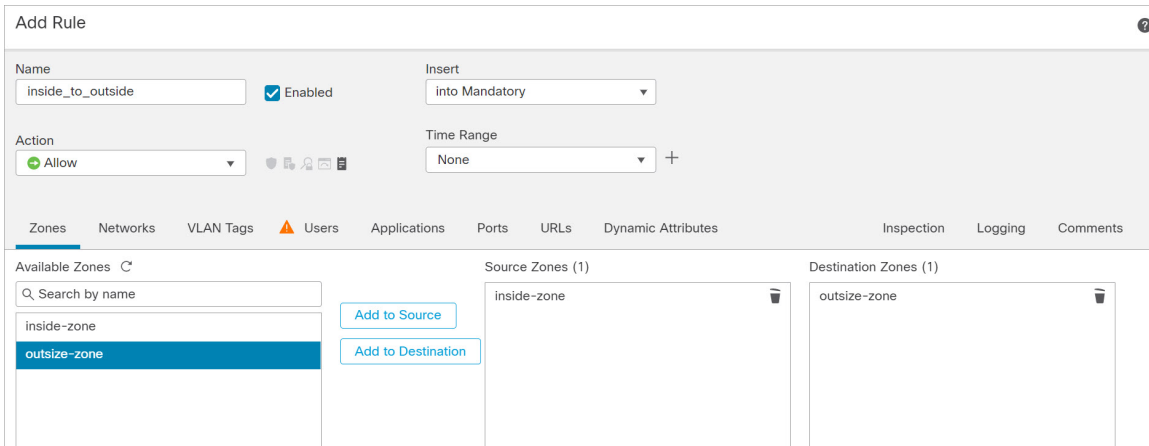 Add Rule
Name
Insert
inside_to_outside
Enabled
into Mandatory
Action
Time Range
Allow
None
Zones Networks VLAN Tags Users Applications Ports URLs Dynamic Attributes Inspection Logging Comments
Available Zones
Source Zones (1)
Destination Zones (1)
Search by name
inside-zone
outsize-zone
Add to Source
Add to Destination
inside-zone
outsize-zone